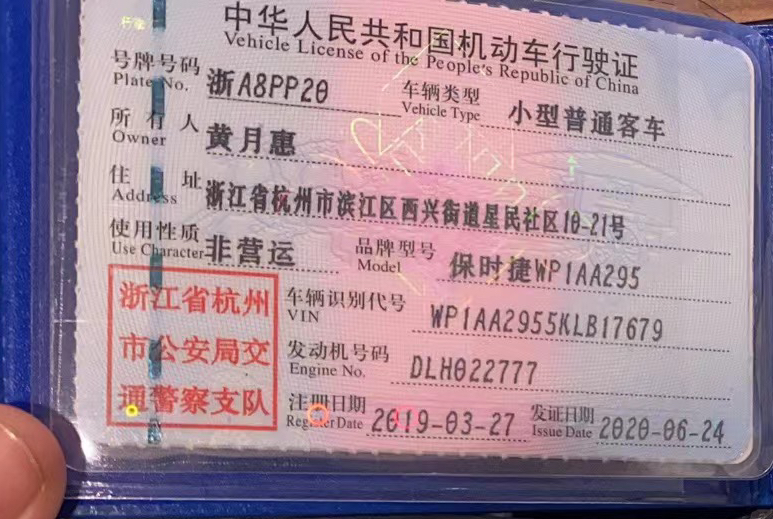 中华人民共和国机动车行驶证
Vehicle License of the People's Republic of China
号牌号码 浙A8PP20 车辆类型 小型普通客车
Plate No. Vehicle Type
所有人 黄月惠
Owner
住址 浙江省杭州市滨江区西兴街道星民社区10-21号
Address
使用性质 非营运 品牌型号 保时捷WP1AA295
Use Character Model
浙江省杭州
市公安局交
通警察支队
车辆识别代号 WP1AA2955KLB17679
VIN
发动机号码 DLH022777
Engine No.
注册日期 2019-03-27 发证日期 2020-06-24
Register Date Issue Date